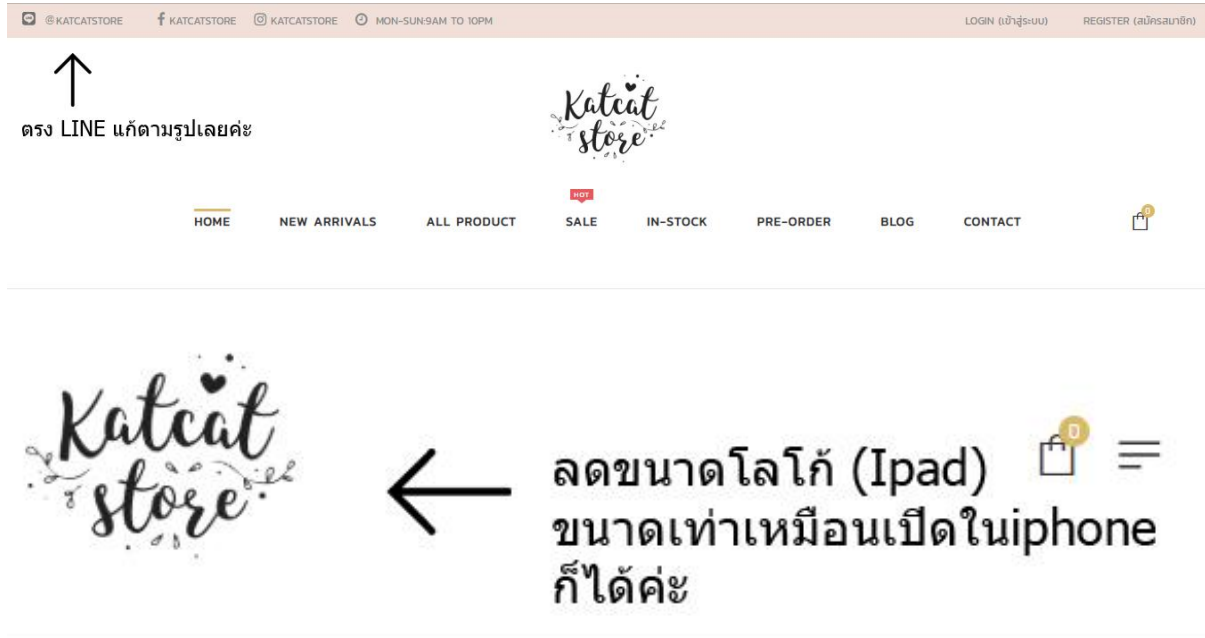 @KATCATSTORE KATCATSTORE KATCATSTORE MON-SUN:9AM TO 10PM LOGIN (เข้าสู่ระบบ) REGISTER (สมัครสมาชิก)
ตรง LINE แก้ตามรูปเลยค่ะ
Katcat
store
HOT
HOME NEW ARRIVALS ALL PRODUCT SALE IN-STOCK PRE-ORDER BLOG CONTACT 0
Katcat
store
0
ลดขนาดโลโก้ (Ipad)
ขนาดเท่าเหมือนเปิดในiphone
ก็ได้ค่ะ